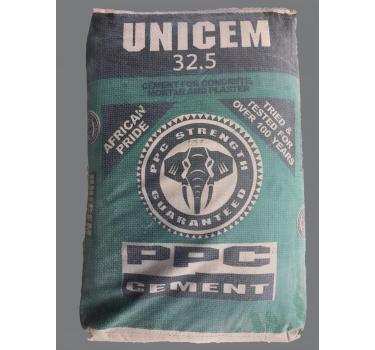 UNICEM
32.5
CEMENT FOR CONCRETE,
MORTAR AND PLASTER
AFRICAN
PRIDE
TRIED &
TESTED FOR
OVER 100 YEARS
PPC STRENGTH
GUARANTEED
PPC
CEMENT
UNICEM